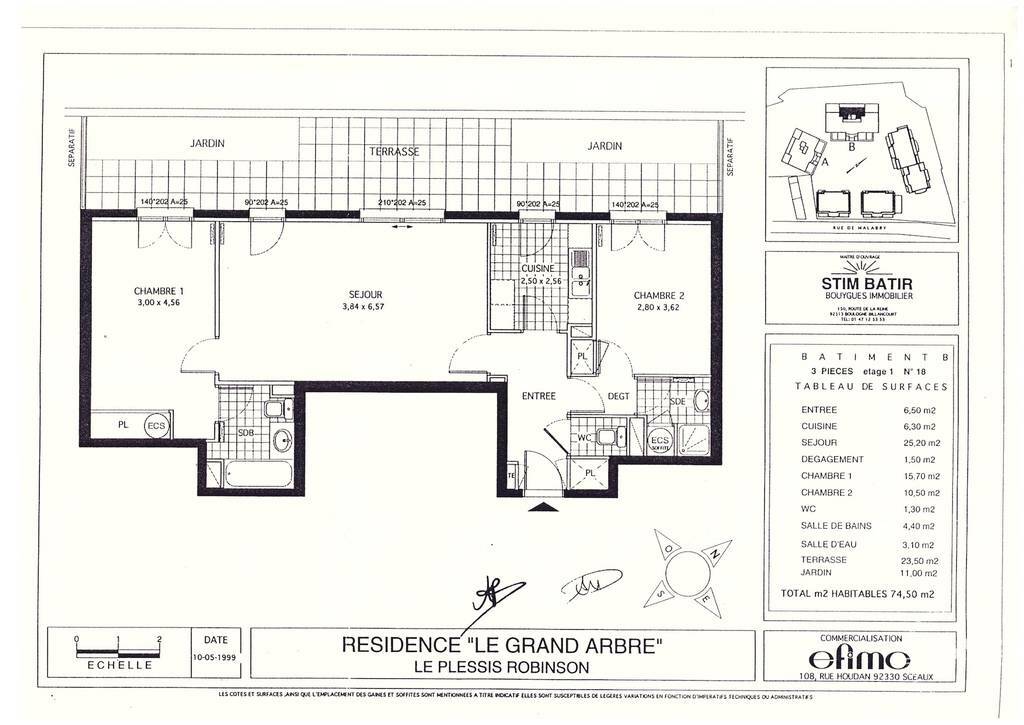 JARDIN
TERRASSE
JARDIN
SEPARATIF
SEPARATIF
140*202 A=25
90*202 A=25
210*202 A=25
90*202 A=25
140*202 A=25
CHAMBRE 1
3,00 x 4,56
SEJOUR
3,84 x 6,57
CUISINE
2,50 x 2,56
CHAMBRE 2
2,80 x 3,62
PL
ENTREE
DEGT
SDE
PL
ECS
SDB
WC
ECS
SOFFITE
TE
PL
A
B
RUE DE MALABRY
MAITRE D'OUVRAGE
STIM BATIR
BOUYGUES IMMOBILIER
150, ROUTE DE LA REINE
92513 BOULOGNE BILLANCOURT
TEL: 01 47 12 53 53
BATIMENT B
3 PIECES etage 1 N° 18
TABLEAU DE SURFACES
ENTREE 6,50 m2
CUISINE 6,30 m2
SEJOUR 25,20 m2
DEGAGEMENT 1,50 m2
CHAMBRE 1 15,70 m2
CHAMBRE 2 10,50 m2
WC 1,30 m2
SALLE DE BAINS 4,40 m2
SALLE D'EAU 3,10 m2
TERRASSE 23,50 m2
JARDIN 11,00 m2
TOTAL m2 HABITABLES 74,50 m2
O
N
S
E
0 1 2
ECHELLE
DATE
10-05-1999
RESIDENCE "LE GRAND ARBRE"
LE PLESSIS ROBINSON
COMMERCIALISATION
efimo
108, RUE HOUDAN 92330 SCEAUX
LES COTES ET SURFACES ,AINSI QUE L'EMPLACEMENT DES GAINES ET SOFFITES SONT MENTIONNEES A TITRE INDICATIF ELLES SONT SUSCEPTIBLES DE LEGERES VARIATIONS EN FONCTION D'IMPERATIFS TECHNIQUES OU ADMINISTRATIFS